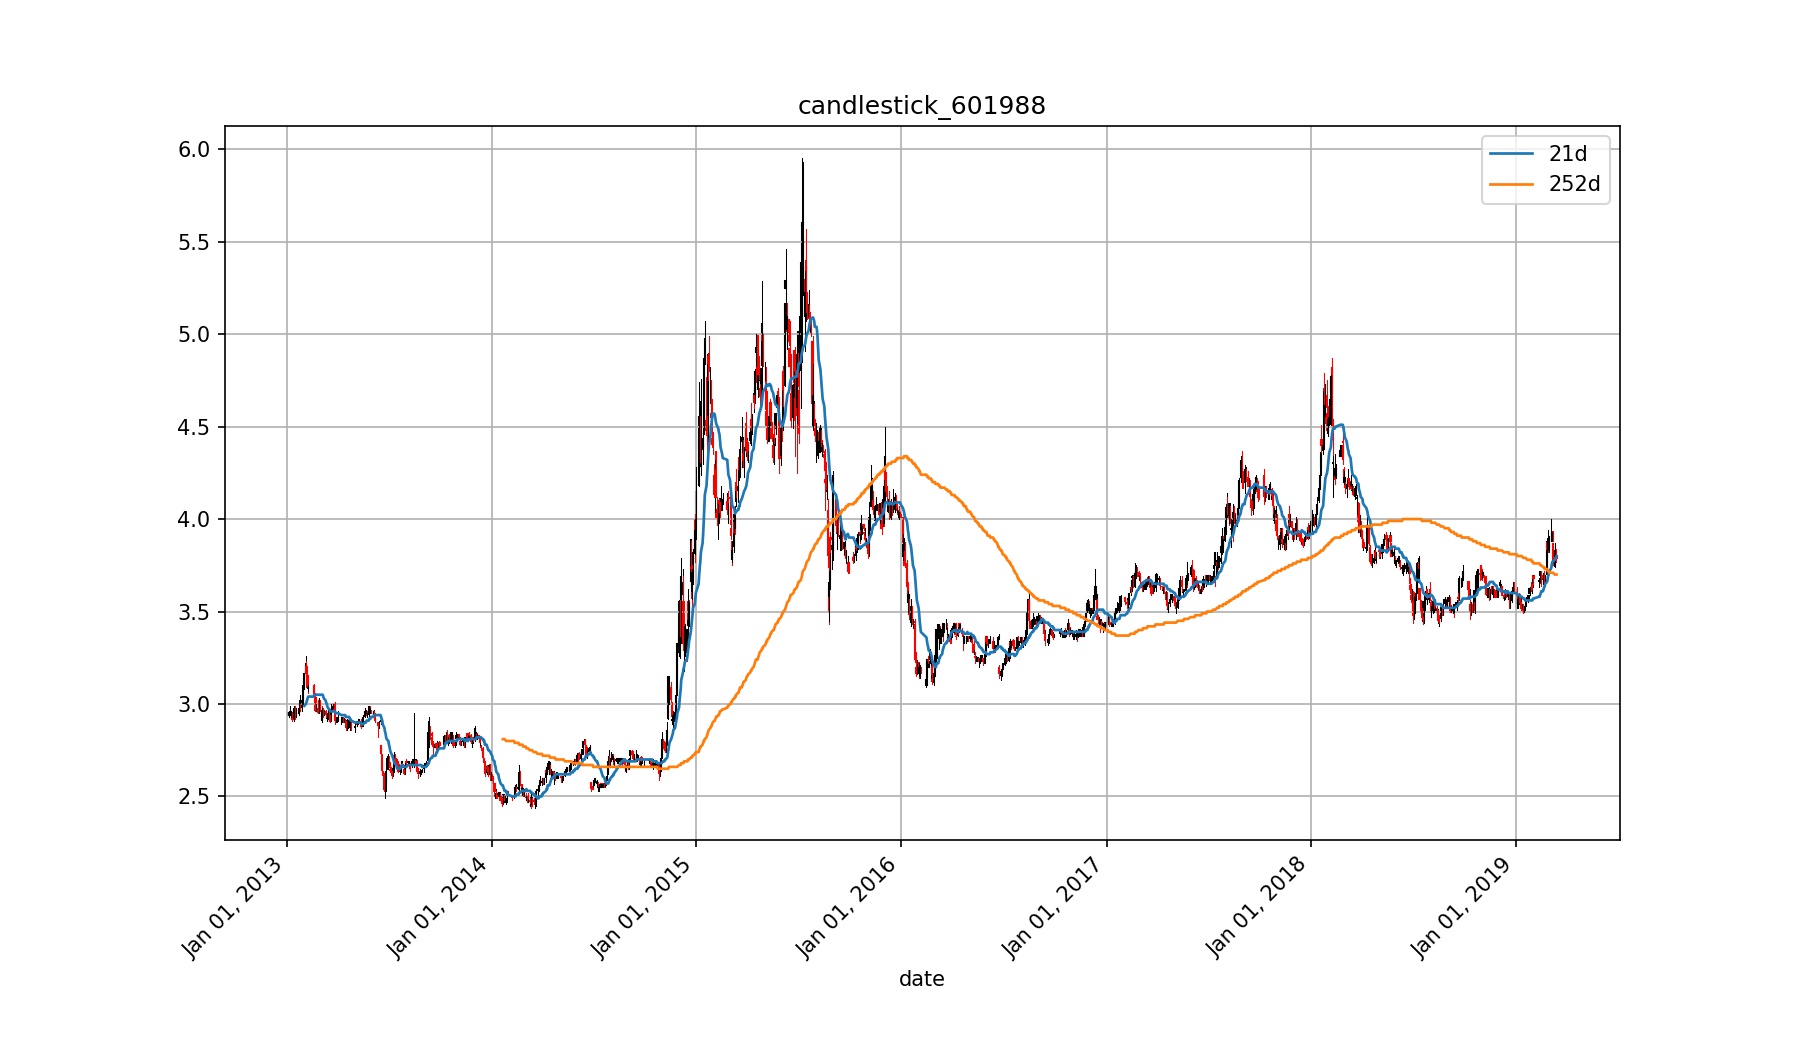 candlestick_601988
6.0
5.5
5.0
4.5
4.0
3.5
3.0
2.5
21d
252d
Jan 01, 2013
Jan 01, 2014
Jan 01, 2015
Jan 01, 2016
Jan 01, 2017
Jan 01, 2018
Jan 01, 2019
date